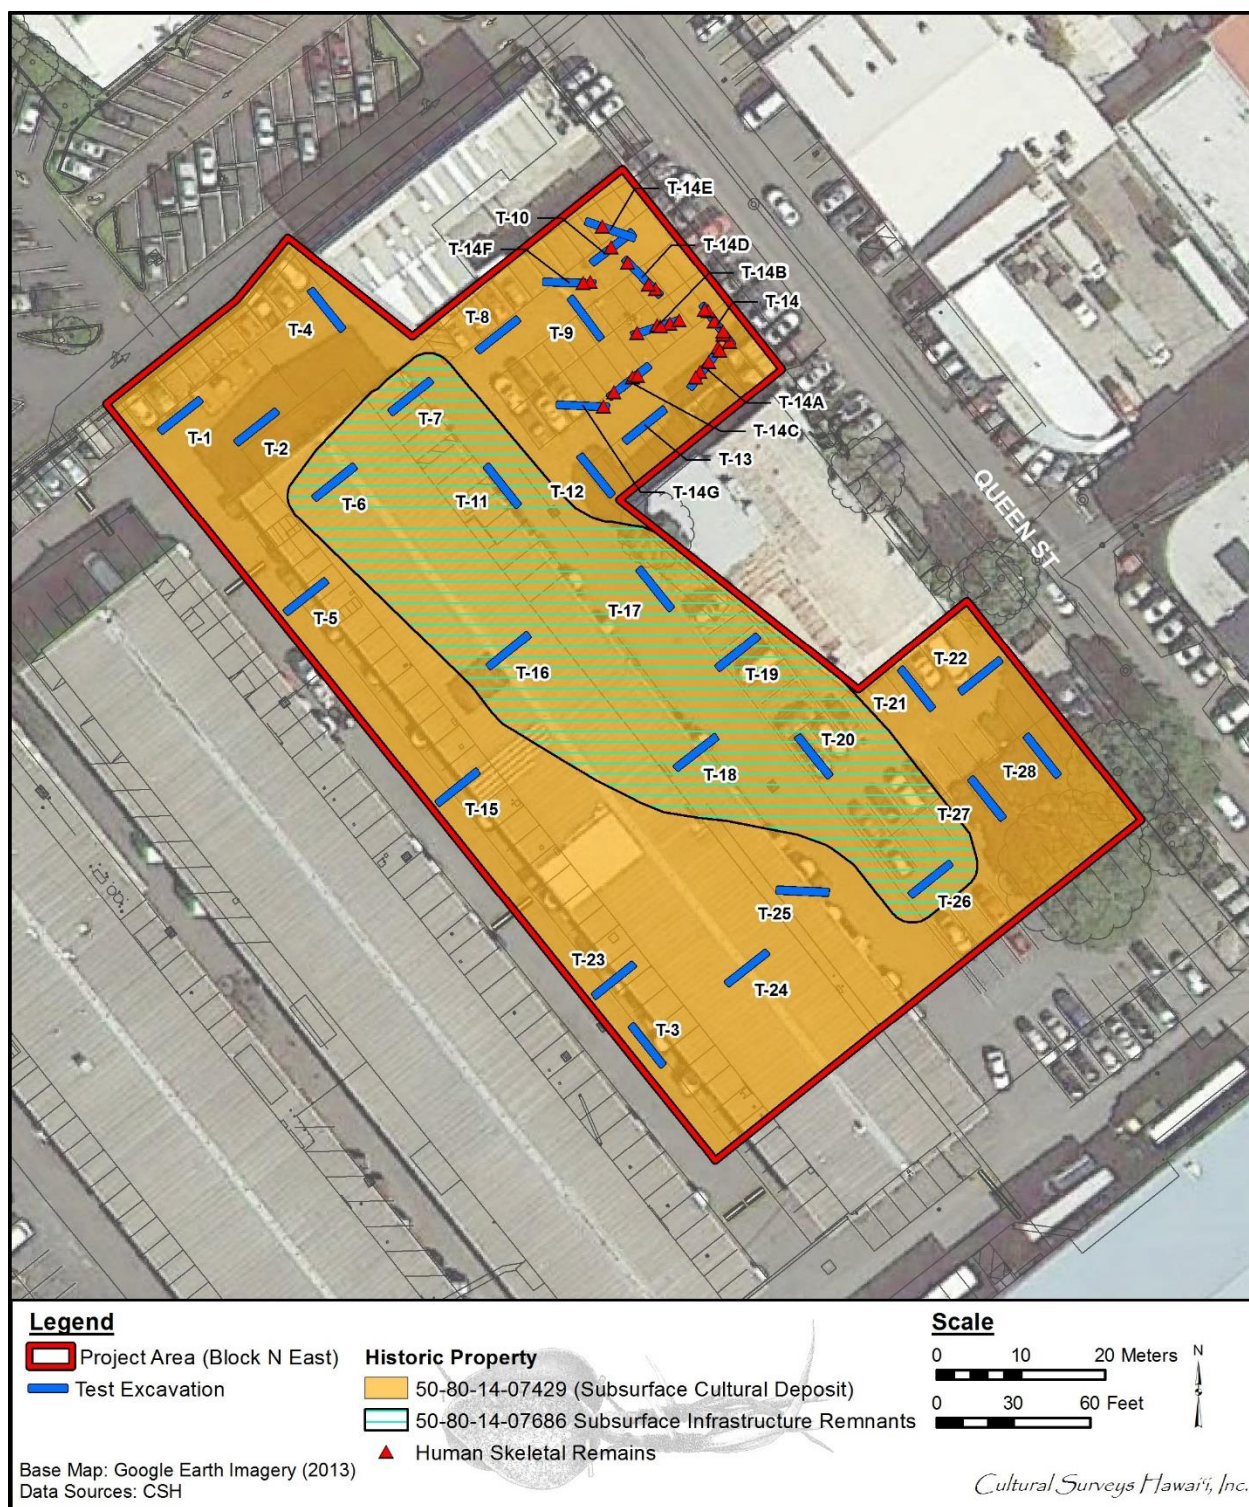 T-14E
T-10
T-14F
T-14D
T-14B
T-14
T-4
T-8
T-9
T-1
T-2
T-7
T-14A
T-14C
T-13
T-6
T-11
T-12
T-14G
QUEEN ST
T-5
T-17
T-16
T-19
T-22
T-21
T-20
T-18
T-28
T-15
T-27
T-26
T-25
T-23
T-24
T-3
Legend
Project Area (Block N East)
Test Excavation
Historic Property
50-80-14-07429 (Subsurface Cultural Deposit)
50-80-14-07686 Subsurface Infrastructure Remnants
Human Skeletal Remains
Scale
0 10 20 Meters
0 30 60 Feet
N
Base Map: Google Earth Imagery (2013)
Data Sources: CSH
Cultural Surveys Hawai‘i, Inc.